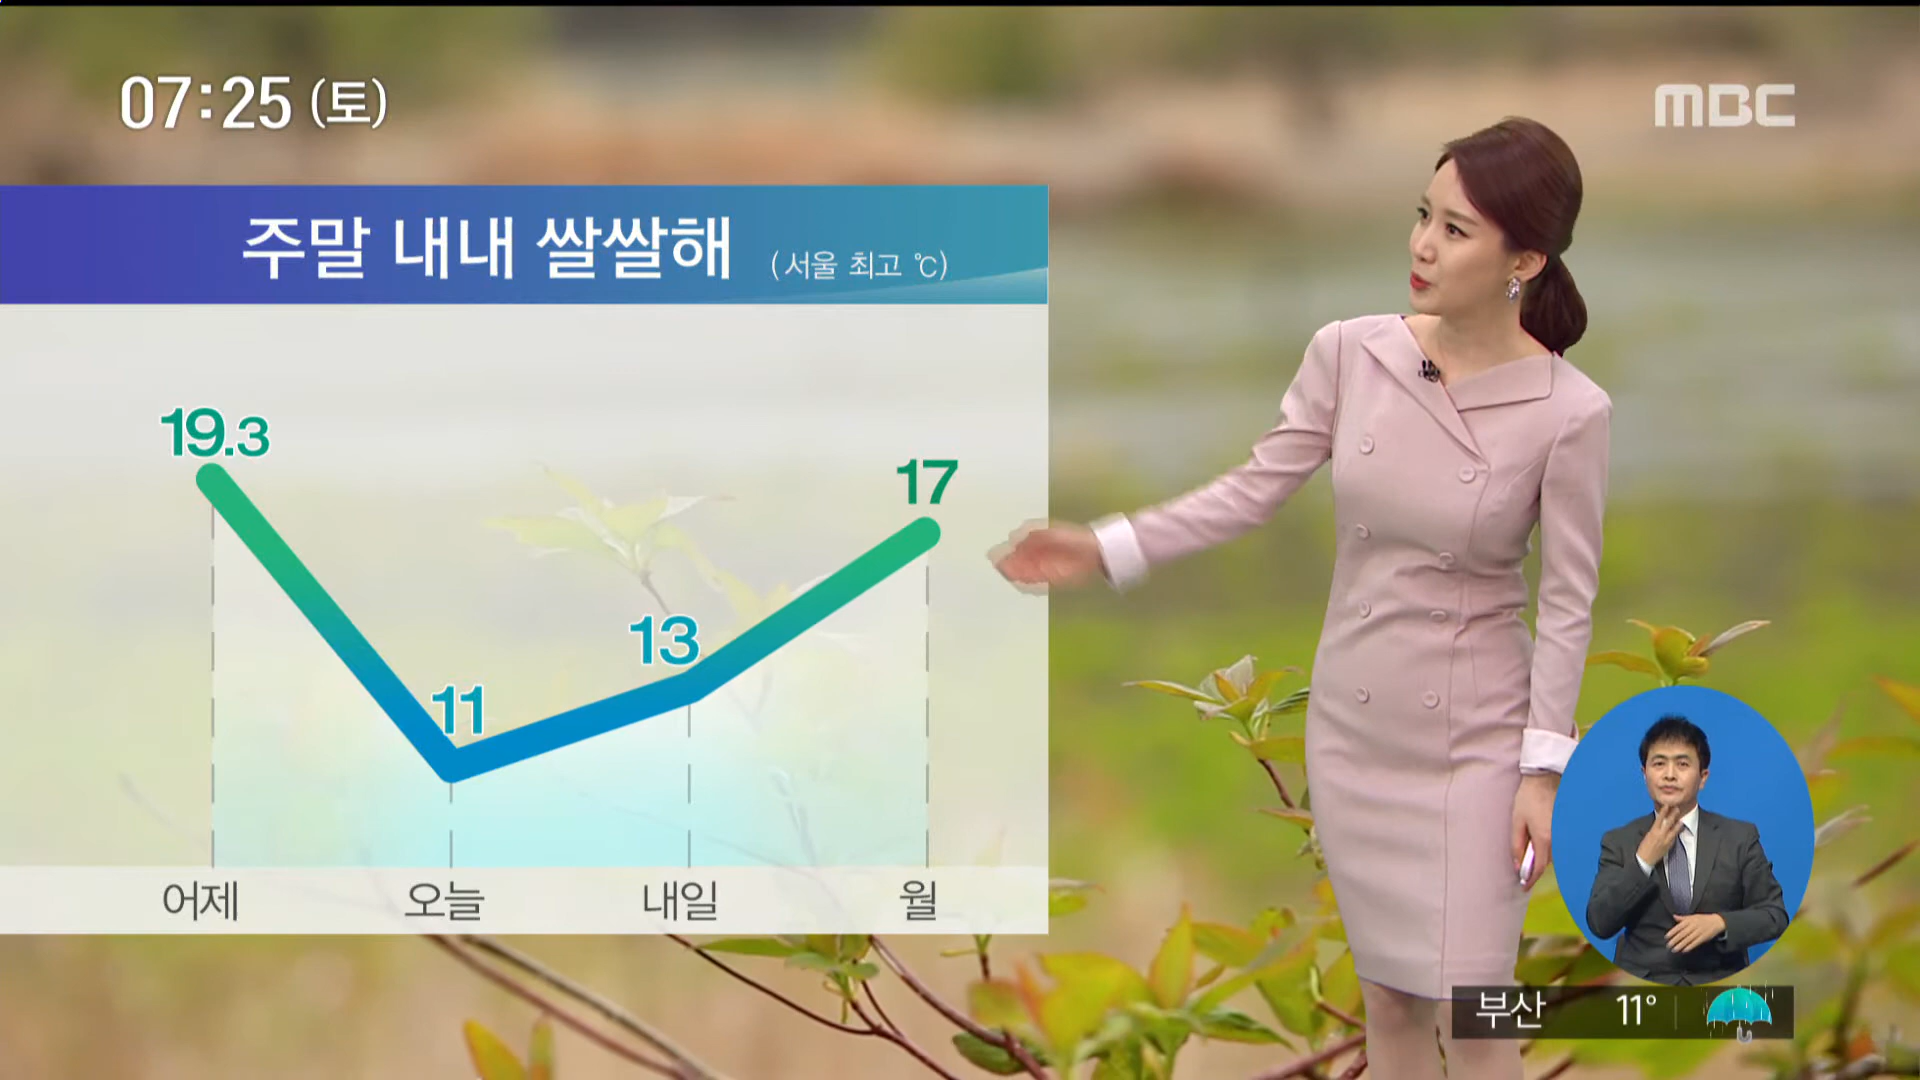 07:25 (토)
MBC
주말 내내 쌀쌀해 (서울 최고 ℃)
19.3
17
13
11
어제 오늘 내일 월
부산 11°